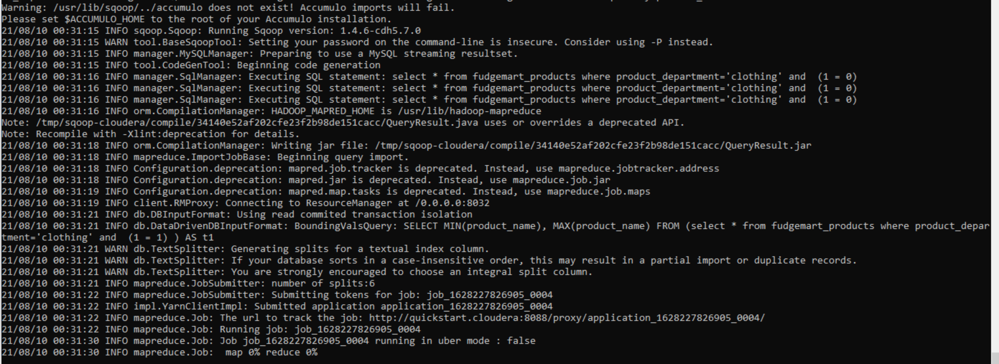 Warning: /usr/lib/sqoop/../accumulo does not exist! Accumulo imports will fail.
Please set $ACCUMULO_HOME to the root of your Accumulo installation.
21/08/10 00:31:15 INFO sqoop.Sqoop: Running Sqoop version: 1.4.6-cdh5.7.0
21/08/10 00:31:15 WARN tool.BaseSqoopTool: Setting your password on the command-line is insecure. Consider using -P instead.
21/08/10 00:31:15 INFO manager.MySQLManager: Preparing to use a MySQL streaming resultset.
21/08/10 00:31:15 INFO tool.CodeGenTool: Beginning code generation
21/08/10 00:31:16 INFO manager.SqlManager: Executing SQL statement: select * from fudgemart_products where product_department='clothing' and  (1 = 0)
21/08/10 00:31:16 INFO manager.SqlManager: Executing SQL statement: select * from fudgemart_products where product_department='clothing' and  (1 = 0)
21/08/10 00:31:16 INFO manager.SqlManager: Executing SQL statement: select * from fudgemart_products where product_department='clothing' and  (1 = 0)
21/08/10 00:31:16 INFO orm.CompilationManager: HADOOP_MAPRED_HOME is /usr/lib/hadoop-mapreduce
Note: /tmp/sqoop-cloudera/compile/34140e52af202cfe23f2b98de151cacc/QueryResult.java uses or overrides a deprecated API.
Note: Recompile with -Xlint:deprecation for details.
21/08/10 00:31:18 INFO orm.CompilationManager: Writing jar file: /tmp/sqoop-cloudera/compile/34140e52af202cfe23f2b98de151cacc/QueryResult.jar
21/08/10 00:31:18 INFO mapreduce.ImportJobBase: Beginning query import.
21/08/10 00:31:18 INFO Configuration.deprecation: mapred.job.tracker is deprecated. Instead, use mapreduce.jobtracker.address
21/08/10 00:31:18 INFO Configuration.deprecation: mapred.jar is deprecated. Instead, use mapreduce.job.jar
21/08/10 00:31:19 INFO Configuration.deprecation: mapred.map.tasks is deprecated. Instead, use mapreduce.job.maps
21/08/10 00:31:19 INFO client.RMProxy: Connecting to ResourceManager at /0.0.0.0:8032
21/08/10 00:31:21 INFO db.DBInputFormat: Using read commited transaction isolation
21/08/10 00:31:21 INFO db.DataDrivenDBInputFormat: BoundingValsQuery: SELECT MIN(product_name), MAX(product_name) FROM (select * from fudgemart_products where product_depar
tment='clothing' and  (1 = 1) ) AS t1
21/08/10 00:31:21 WARN db.TextSplitter: Generating splits for a textual index column.
21/08/10 00:31:21 WARN db.TextSplitter: If your database sorts in a case-insensitive order, this may result in a partial import or duplicate records.
21/08/10 00:31:21 WARN db.TextSplitter: You are strongly encouraged to choose an integral split column.
21/08/10 00:31:21 INFO mapreduce.JobSubmitter: number of splits:6
21/08/10 00:31:22 INFO mapreduce.JobSubmitter: Submitting tokens for job: job_1628227826905_0004
21/08/10 00:31:22 INFO impl.YarnClientImpl: Submitted application application_1628227826905_0004
21/08/10 00:31:22 INFO mapreduce.Job: The url to track the job: http://quickstart.cloudera:8088/proxy/application_1628227826905_0004/
21/08/10 00:31:22 INFO mapreduce.Job: Running job: job_1628227826905_0004
21/08/10 00:31:30 INFO mapreduce.Job: Job job_1628227826905_0004 running in uber mode : false
21/08/10 00:31:30 INFO mapreduce.Job:  map 0% reduce 0%